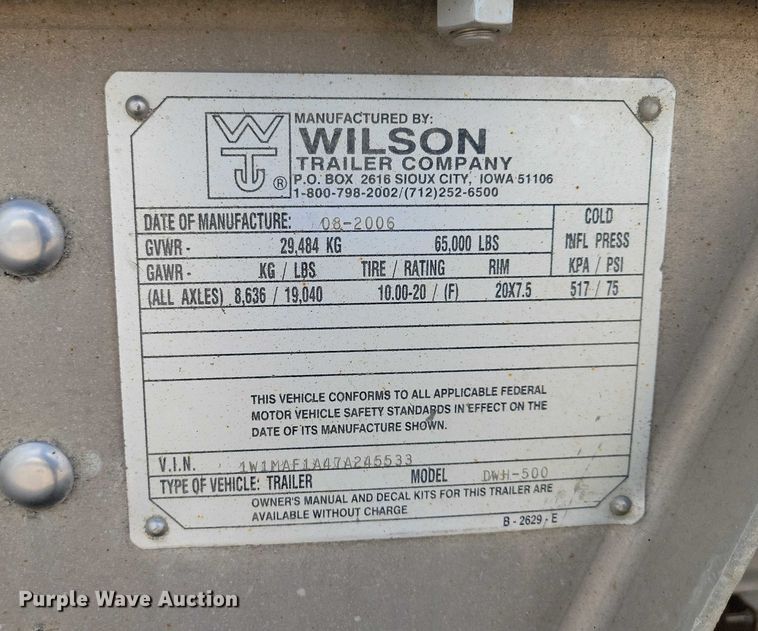 WT ®
MANUFACTURED BY:
WILSON
TRAILER COMPANY
P.O. BOX 2616 SIOUX CITY, IOWA 51106
1-800-798-2002/(712)252-6500
DATE OF MANUFACTURE: 08-2006
COLD
GVWR - 29,484 KG 65,000 LBS
INFL PRESS
GAWR - KG / LBS TIRE / RATING RIM KPA / PSI
(ALL AXLES) 8,636 / 19,040 10.00-20 / (F) 20X7.5 517 / 75
THIS VEHICLE CONFORMS TO ALL APPLICABLE FEDERAL
MOTOR VEHICLE SAFETY STANDARDS IN EFFECT ON THE
DATE OF ITS MANUFACTURE SHOWN.
V.I.N. 1W1MAF1A47A245533
TYPE OF VEHICLE: TRAILER MODEL DWH-500
OWNER'S MANUAL AND DECAL KITS FOR THIS TRAILER ARE
AVAILABLE WITHOUT CHARGE
B - 2629 - E
Purple Wave Auction